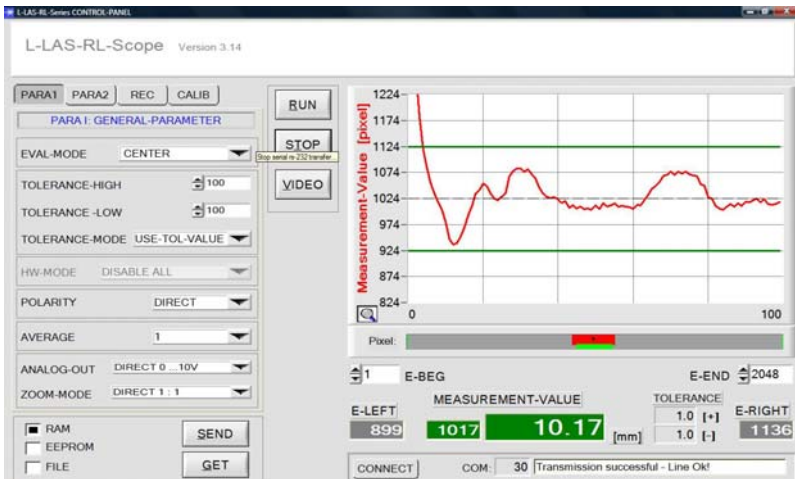 L-LAS-RL-Series CONTROL-PANEL
L-LAS-RL-Scope Version 3.14
PARA1 PARA2 REC CALIB
PARA I: GENERAL-PARAMETER
EVAL-MODE CENTER
TOLERANCE-HIGH 100
TOLERANCE -LOW 100
TOLERANCE-MODE USE-TOL-VALUE
HW-MODE DISABLE ALL
POLARITY DIRECT
AVERAGE 1
ANALOG-OUT DIRECT 0 ...10V
ZOOM-MODE DIRECT 1 : 1
RAM
EEPROM
FILE
SEND
GET
RUN
STOP
Stop serial rs-232 transfer...
VIDEO
Measurement-Value [pixel]
1224
1174
1124
1074
1024
974
924
874
824
0 100
Pixel:
1 E-BEG E-END 2048
MEASUREMENT-VALUE TOLERANCE
E-LEFT 1.0 [+] E-RIGHT
899 1017 10.17 [mm] 1.0 [-] 1136
CONNECT COM: 30 Transmission successful - Line Ok!